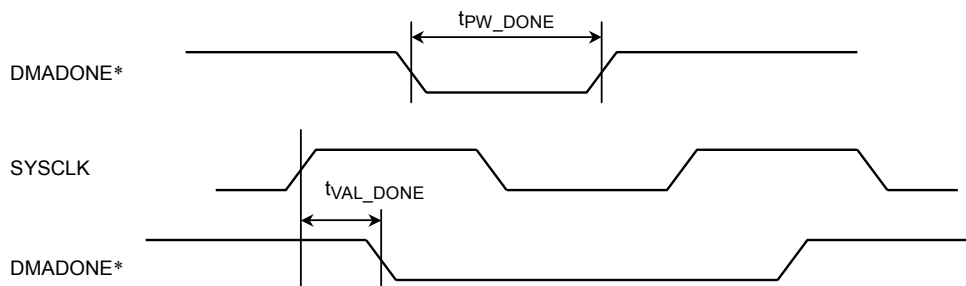 tPW_DONE
DMADONE*
SYSCLK
tVAL_DONE
DMADONE*